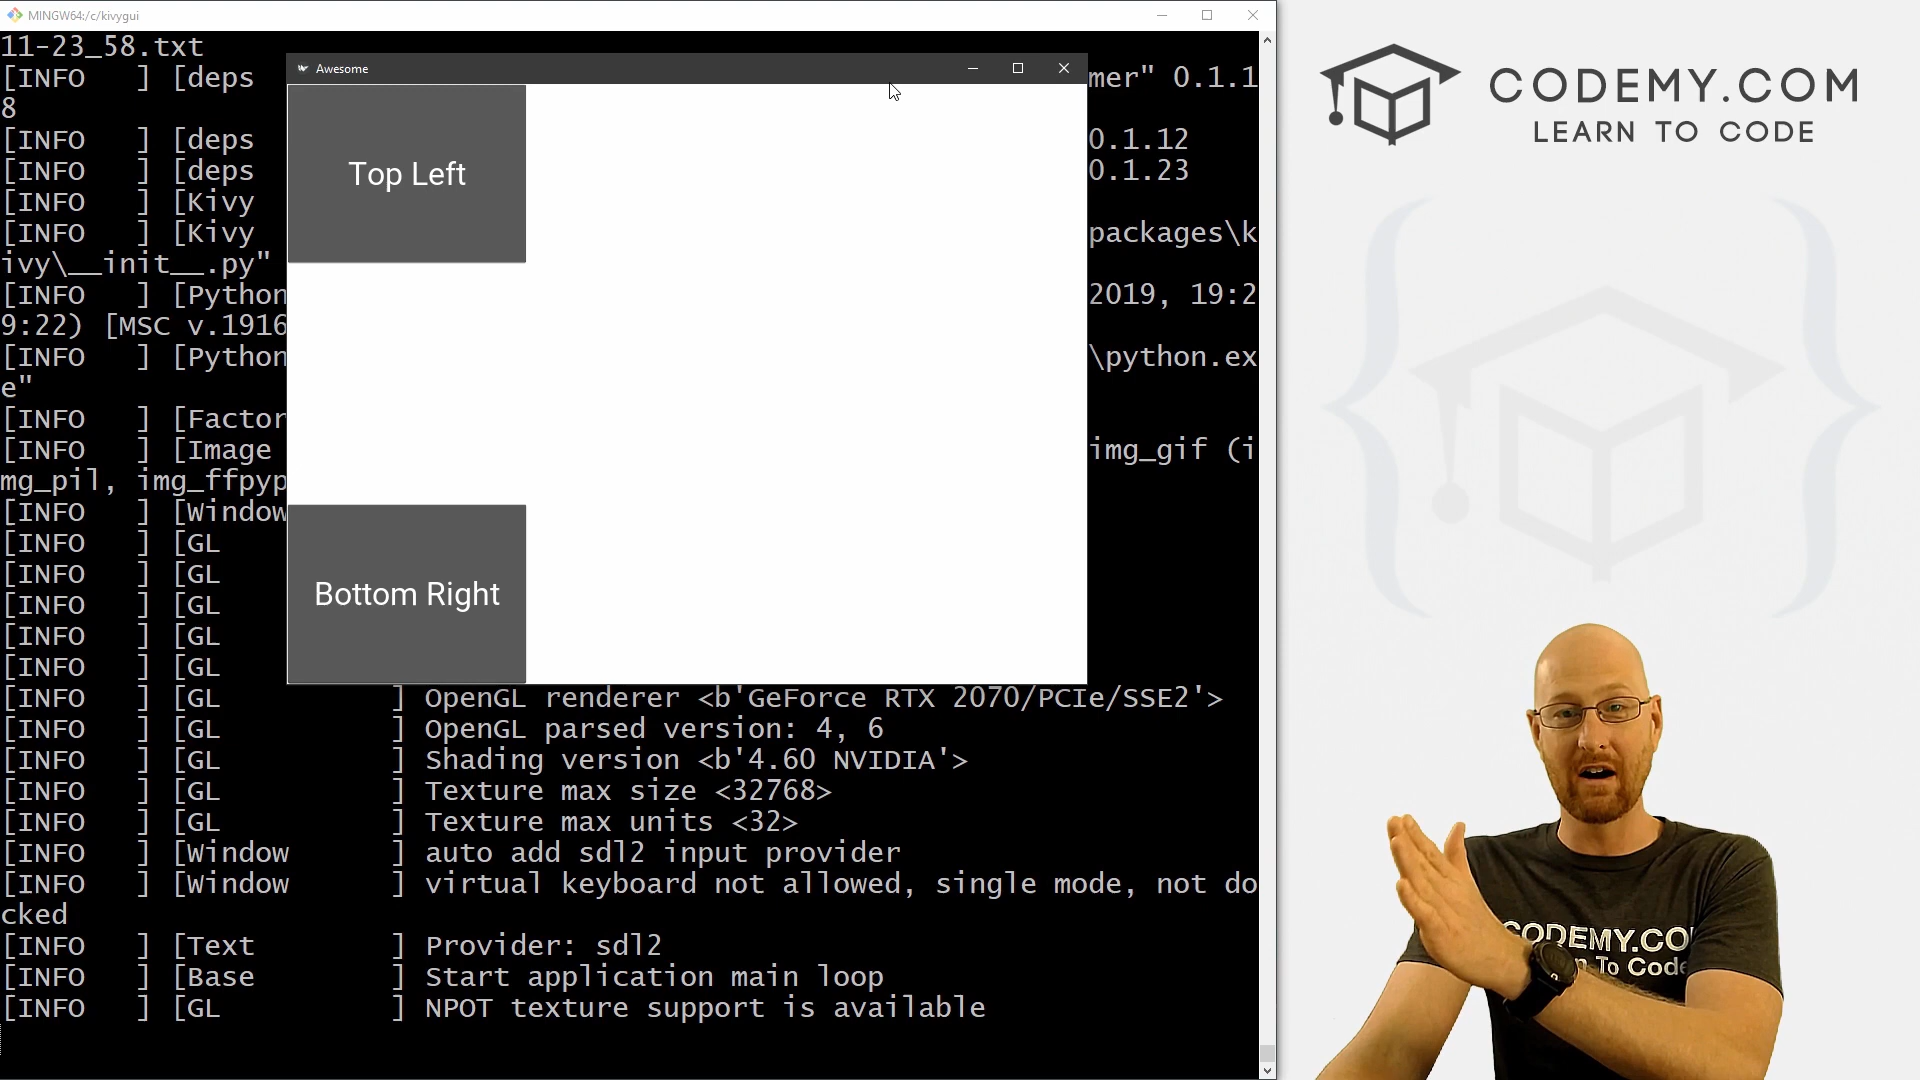 MINGW64:/c/kivygui
11-23_58.txt
[INFO   ] [deps
mer" 0.1.1
8
[INFO   ] [deps
0.1.12
[INFO   ] [deps
0.1.23
[INFO   ] [Kivy
[INFO   ] [Kivy
packages\k
ivy\__init__.py"
[INFO   ] [Python
2019, 19:2
9:22) [MSC v.1916
[INFO   ] [Python
\python.ex
e"
[INFO   ] [Factor
[INFO   ] [Image
img_gif (i
mg_pil, img_ffpyp
[INFO   ] [Window
[INFO   ] [GL
[INFO   ] [GL
[INFO   ] [GL
[INFO   ] [GL
[INFO   ] [GL
[INFO   ] [GL          ] OpenGL renderer <b'GeForce RTX 2070/PCIe/SSE2'>
[INFO   ] [GL          ] OpenGL parsed version: 4, 6
[INFO   ] [GL          ] Shading version <b'4.60 NVIDIA'>
[INFO   ] [GL          ] Texture max size <32768>
[INFO   ] [GL          ] Texture max units <32>
[INFO   ] [Window      ] auto add sdl2 input provider
[INFO   ] [Window      ] virtual keyboard not allowed, single mode, not do
cked
[INFO   ] [Text        ] Provider: sdl2
[INFO   ] [Base        ] Start application main loop
[INFO   ] [GL          ] NPOT texture support is available
Awesome
Top Left
Bottom Right
CODEMY.COM
LEARN TO CODE
CODEMY.CO
n To Code